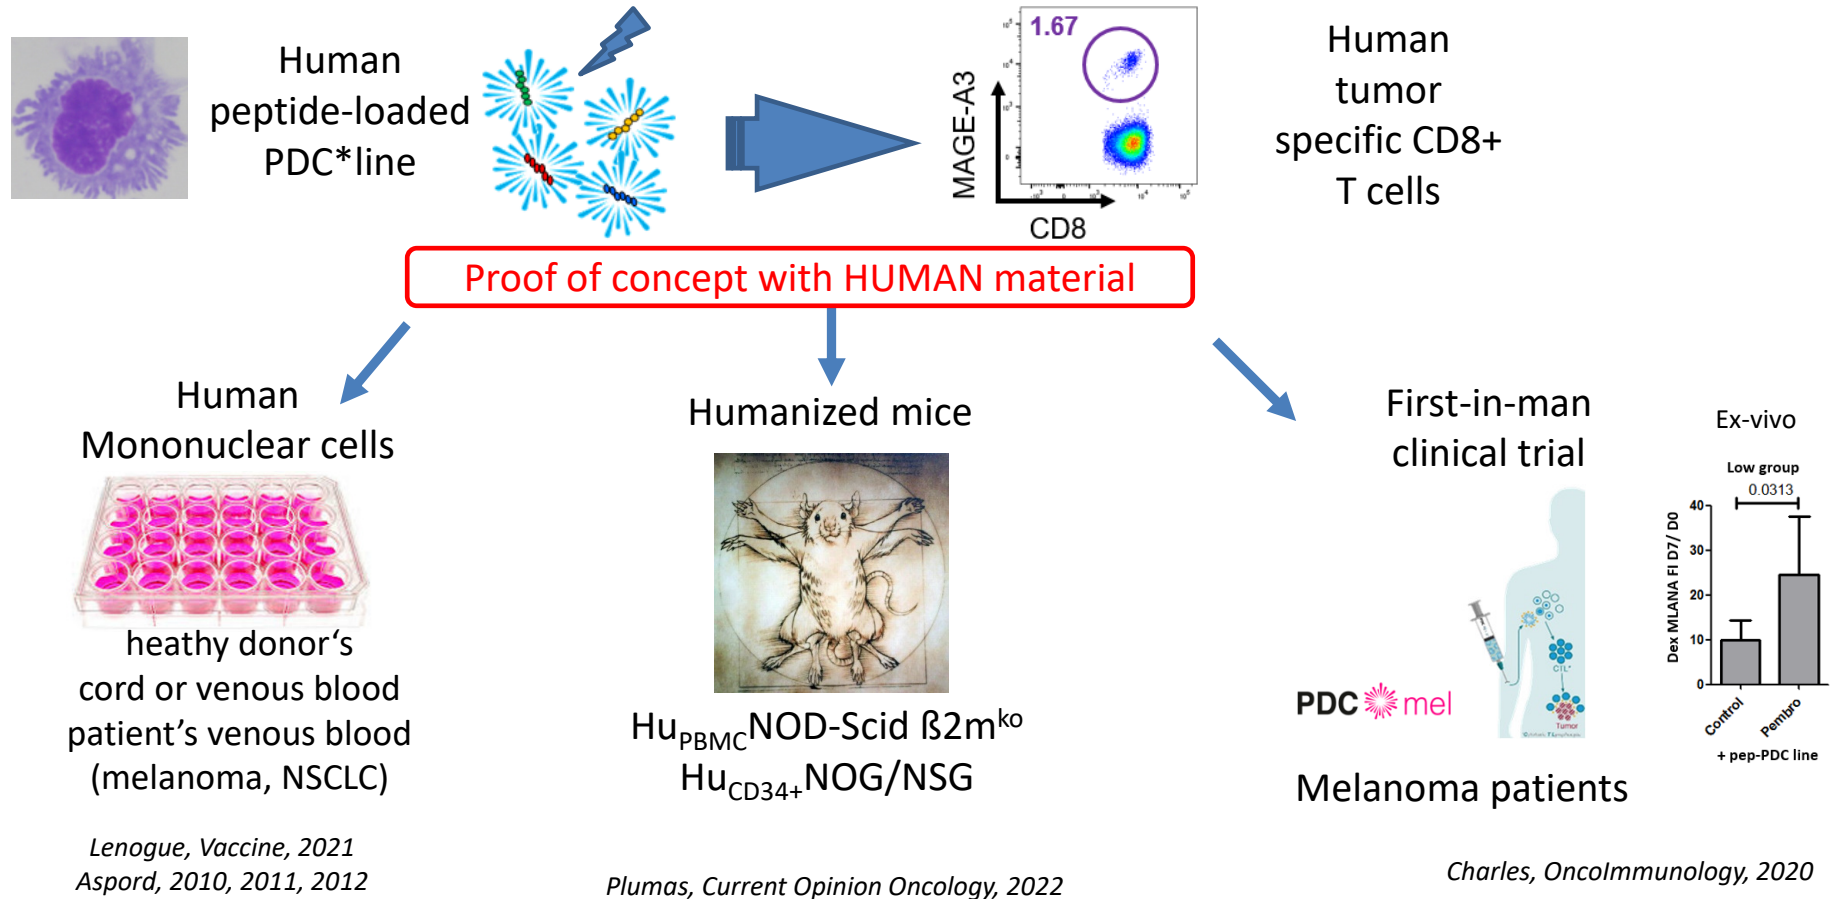 Human
peptide-loaded
PDC*line
1.67
MAGE-A3
CD8
Human
tumor
specific CD8+
T cells
Proof of concept with HUMAN material
Human
Mononuclear cells
heathy donor‘s
cord or venous blood
patient’s venous blood
(melanoma, NSCLC)
Lenogue, Vaccine, 2021
Aspord, 2010, 2011, 2012
Humanized mice
HuPBMCNOD-Scid ß2mko
HuCD34+NOG/NSG
Plumas, Current Opinion Oncology, 2022
First-in-man
clinical trial
CTL*
Tumor
PDC mel
Melanoma patients
Ex-vivo
Low group
0.0313
Dex MLANA FI D7/ D0
40
30
20
10
0
Control
Pembro
+ pep-PDC line
Charles, OncoImmunology, 2020